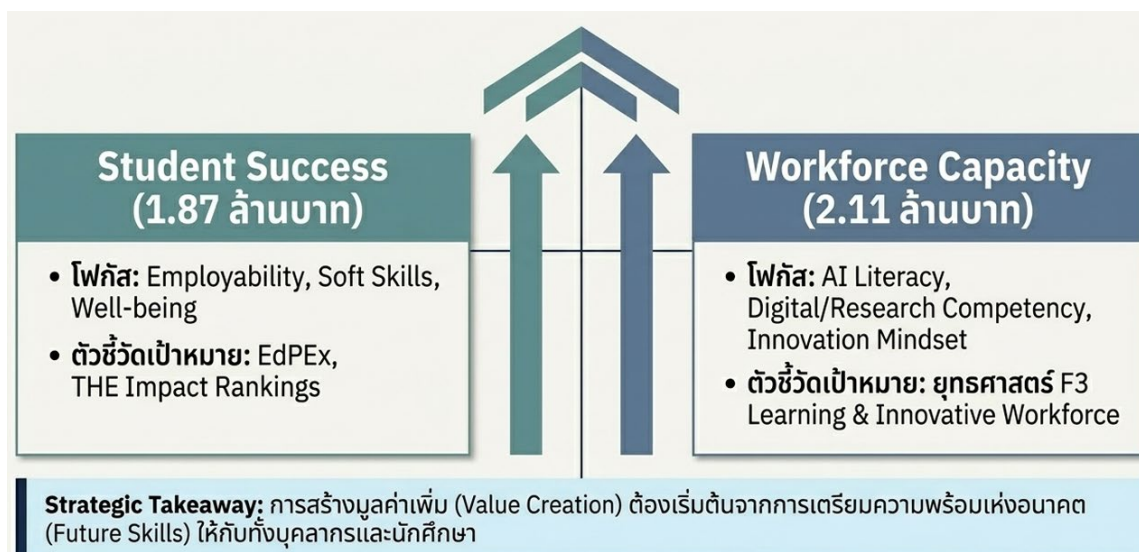 Student Success
(1.87 ล้านบาท)
• โฟกัส: Employability, Soft Skills,
Well-being
• ตัวชี้วัดเป้าหมาย: EdPEx,
THE Impact Rankings
Workforce Capacity
(2.11 ล้านบาท)
• โฟกัส: AI Literacy,
Digital/Research Competency,
Innovation Mindset
• ตัวชี้วัดเป้าหมาย: ยุทธศาสตร์ F3
Learning & Innovative Workforce
Strategic Takeaway: การสร้างมูลค่าเพิ่ม (Value Creation) ต้องเริ่มต้นจากการเตรียมความพร้อมแห่งอนาคต
(Future Skills) ให้กับทั้งบุคลากรและนักศึกษา